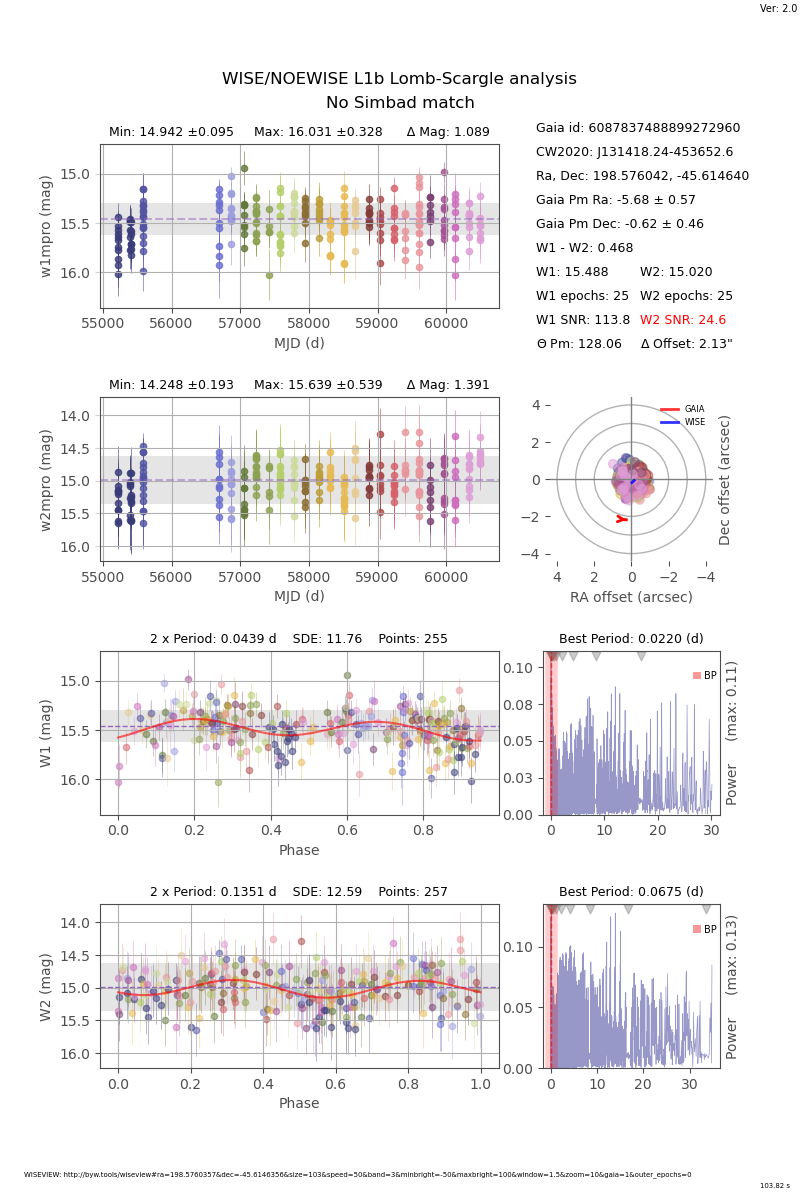 Ver: 2.0
WISE/NOEWISE L1b Lomb-Scargle analysis
No Simbad match
Min: 14.942 ±0.095 Max: 16.031 ±0.328 Δ Mag: 1.089
w1mpro (mag)
15.0
15.5
16.0
55000 56000 57000 58000 59000 60000
MJD (d)
Gaia id: 6087837488899272960
CW2020: J131418.24-453652.6
Ra, Dec: 198.576042, -45.614640
Gaia Pm Ra: -5.68 ± 0.57
Gaia Pm Dec: -0.62 ± 0.46
W1 - W2: 0.468
W1: 15.488 W2: 15.020
W1 epochs: 25 W2 epochs: 25
W1 SNR: 113.8 W2 SNR: 24.6
Θ Pm: 128.06 Δ Offset: 2.13"
Min: 14.248 ±0.193 Max: 15.639 ±0.539 Δ Mag: 1.391
w2mpro (mag)
14.0
14.5
15.0
15.5
16.0
55000 56000 57000 58000 59000 60000
MJD (d)
GAIA
WISE
4
2
0
−2
−4
4 2 0 −2 −4
RA offset (arcsec)
Dec offset (arcsec)
2 x Period: 0.0439 d SDE: 11.76 Points: 255
W1 (mag)
15.0
15.5
16.0
0.0 0.2 0.4 0.6 0.8
Phase
Best Period: 0.0220 (d)
BP
0.10
0.08
0.05
0.03
0.00
0 10 20 30
Power (max: 0.11)
2 x Period: 0.1351 d SDE: 12.59 Points: 257
W2 (mag)
14.0
14.5
15.0
15.5
16.0
0.0 0.2 0.4 0.6 0.8 1.0
Phase
Best Period: 0.0675 (d)
BP
0.10
0.05
0.00
0 10 20 30
Power (max: 0.13)
WISEVIEW: http://byw.tools/wiseview#ra=198.5760357&dec=-45.6146356&size=103&speed=50&band=3&minbright=-50&maxbright=100&window=1.5&zoom=10&gaia=1&outer_epochs=0
103.82 s